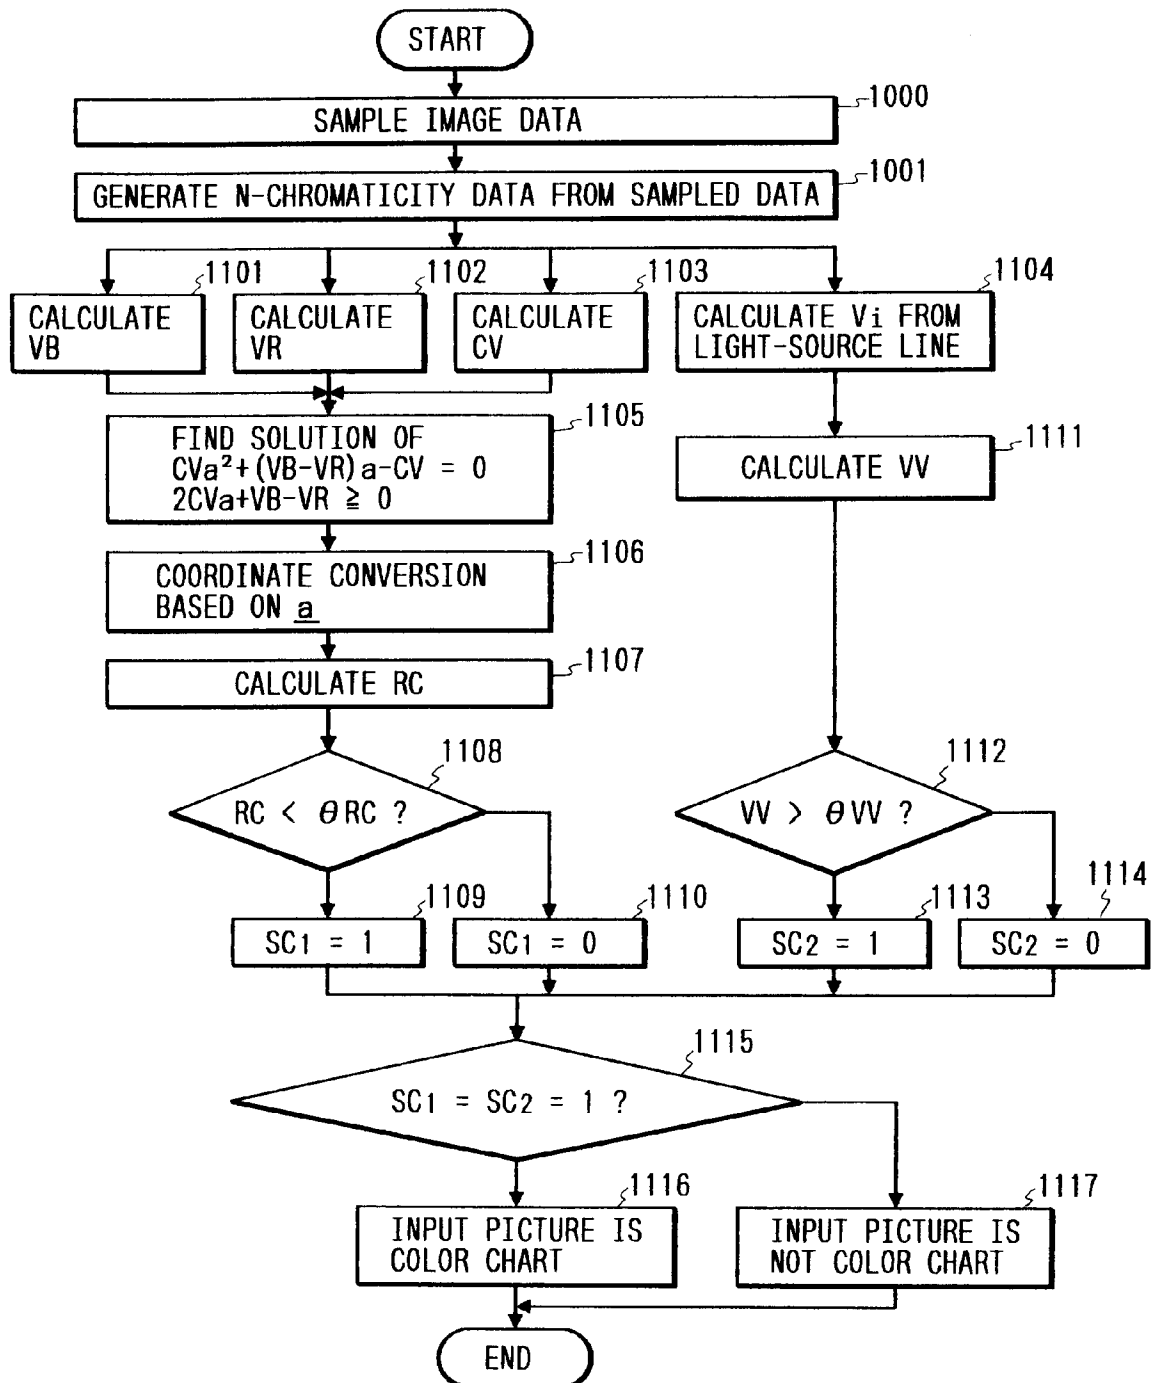 START
1000
SAMPLE IMAGE DATA
1001
GENERATE N-CHROMATICITY DATA FROM SAMPLED DATA
1101
CALCULATE
VB
1102
CALCULATE
VR
1103
CALCULATE
CV
1104
CALCULATE Vi FROM
LIGHT-SOURCE LINE
1105
FIND SOLUTION OF
CVa²+(VB-VR)a-CV = 0
2CVa+VB-VR ≧ 0
1111
CALCULATE VV
1106
COORDINATE CONVERSION
BASED ON a
1107
CALCULATE RC
1108
RC < θRC ?
1112
VV > θVV ?
1109
SC1 = 1
1110
SC1 = 0
1113
SC2 = 1
1114
SC2 = 0
1115
SC1 = SC2 = 1 ?
1116
INPUT PICTURE IS
COLOR CHART
1117
INPUT PICTURE IS
NOT COLOR CHART
END